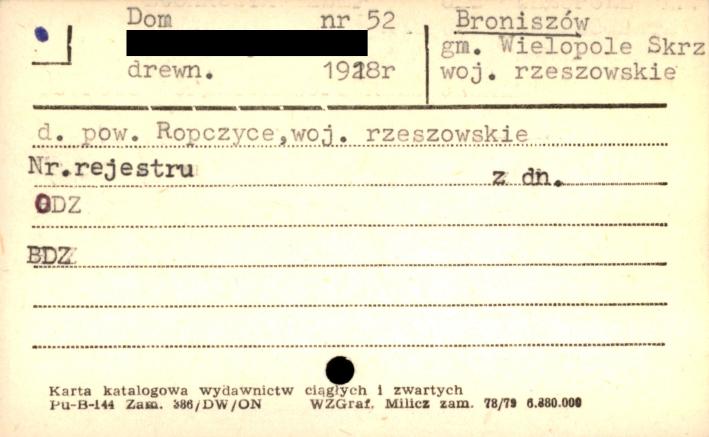 Dom nr 52
drewn. 1928r
Broniszów
gm. Wielopole Skrz
woj. rzeszowskie
d. pow. Ropczyce,woj. rzeszowskie
Nr.rejestru z dn.
ODZ
BDZ
Karta katalogowa wydawnictw ciągłych i zwartych
Pu-B-144 Zam. 386/DW/ON WZGraf. Milicz zam. 78/79 6.880.000